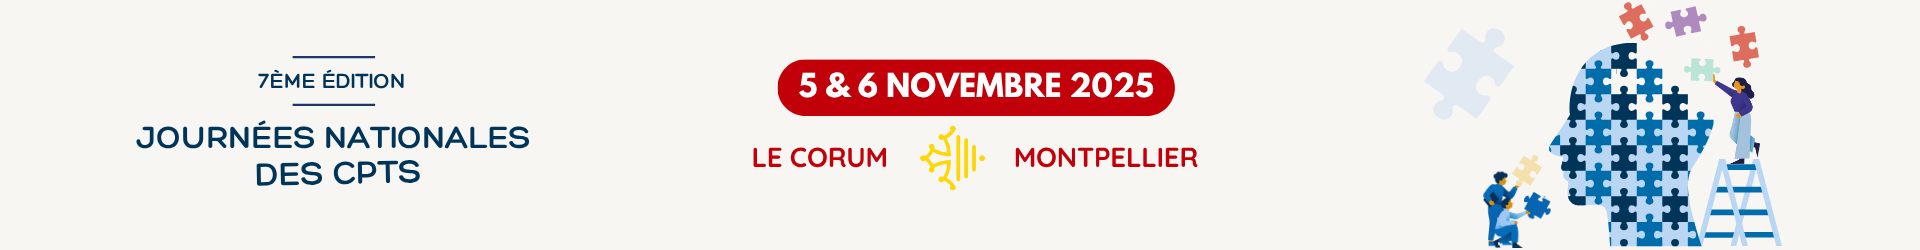 7ÈME ÉDITION
JOURNÉES NATIONALES
DES CPTS
5 & 6 NOVEMBRE 2025
LE CORUM MONTPELLIER